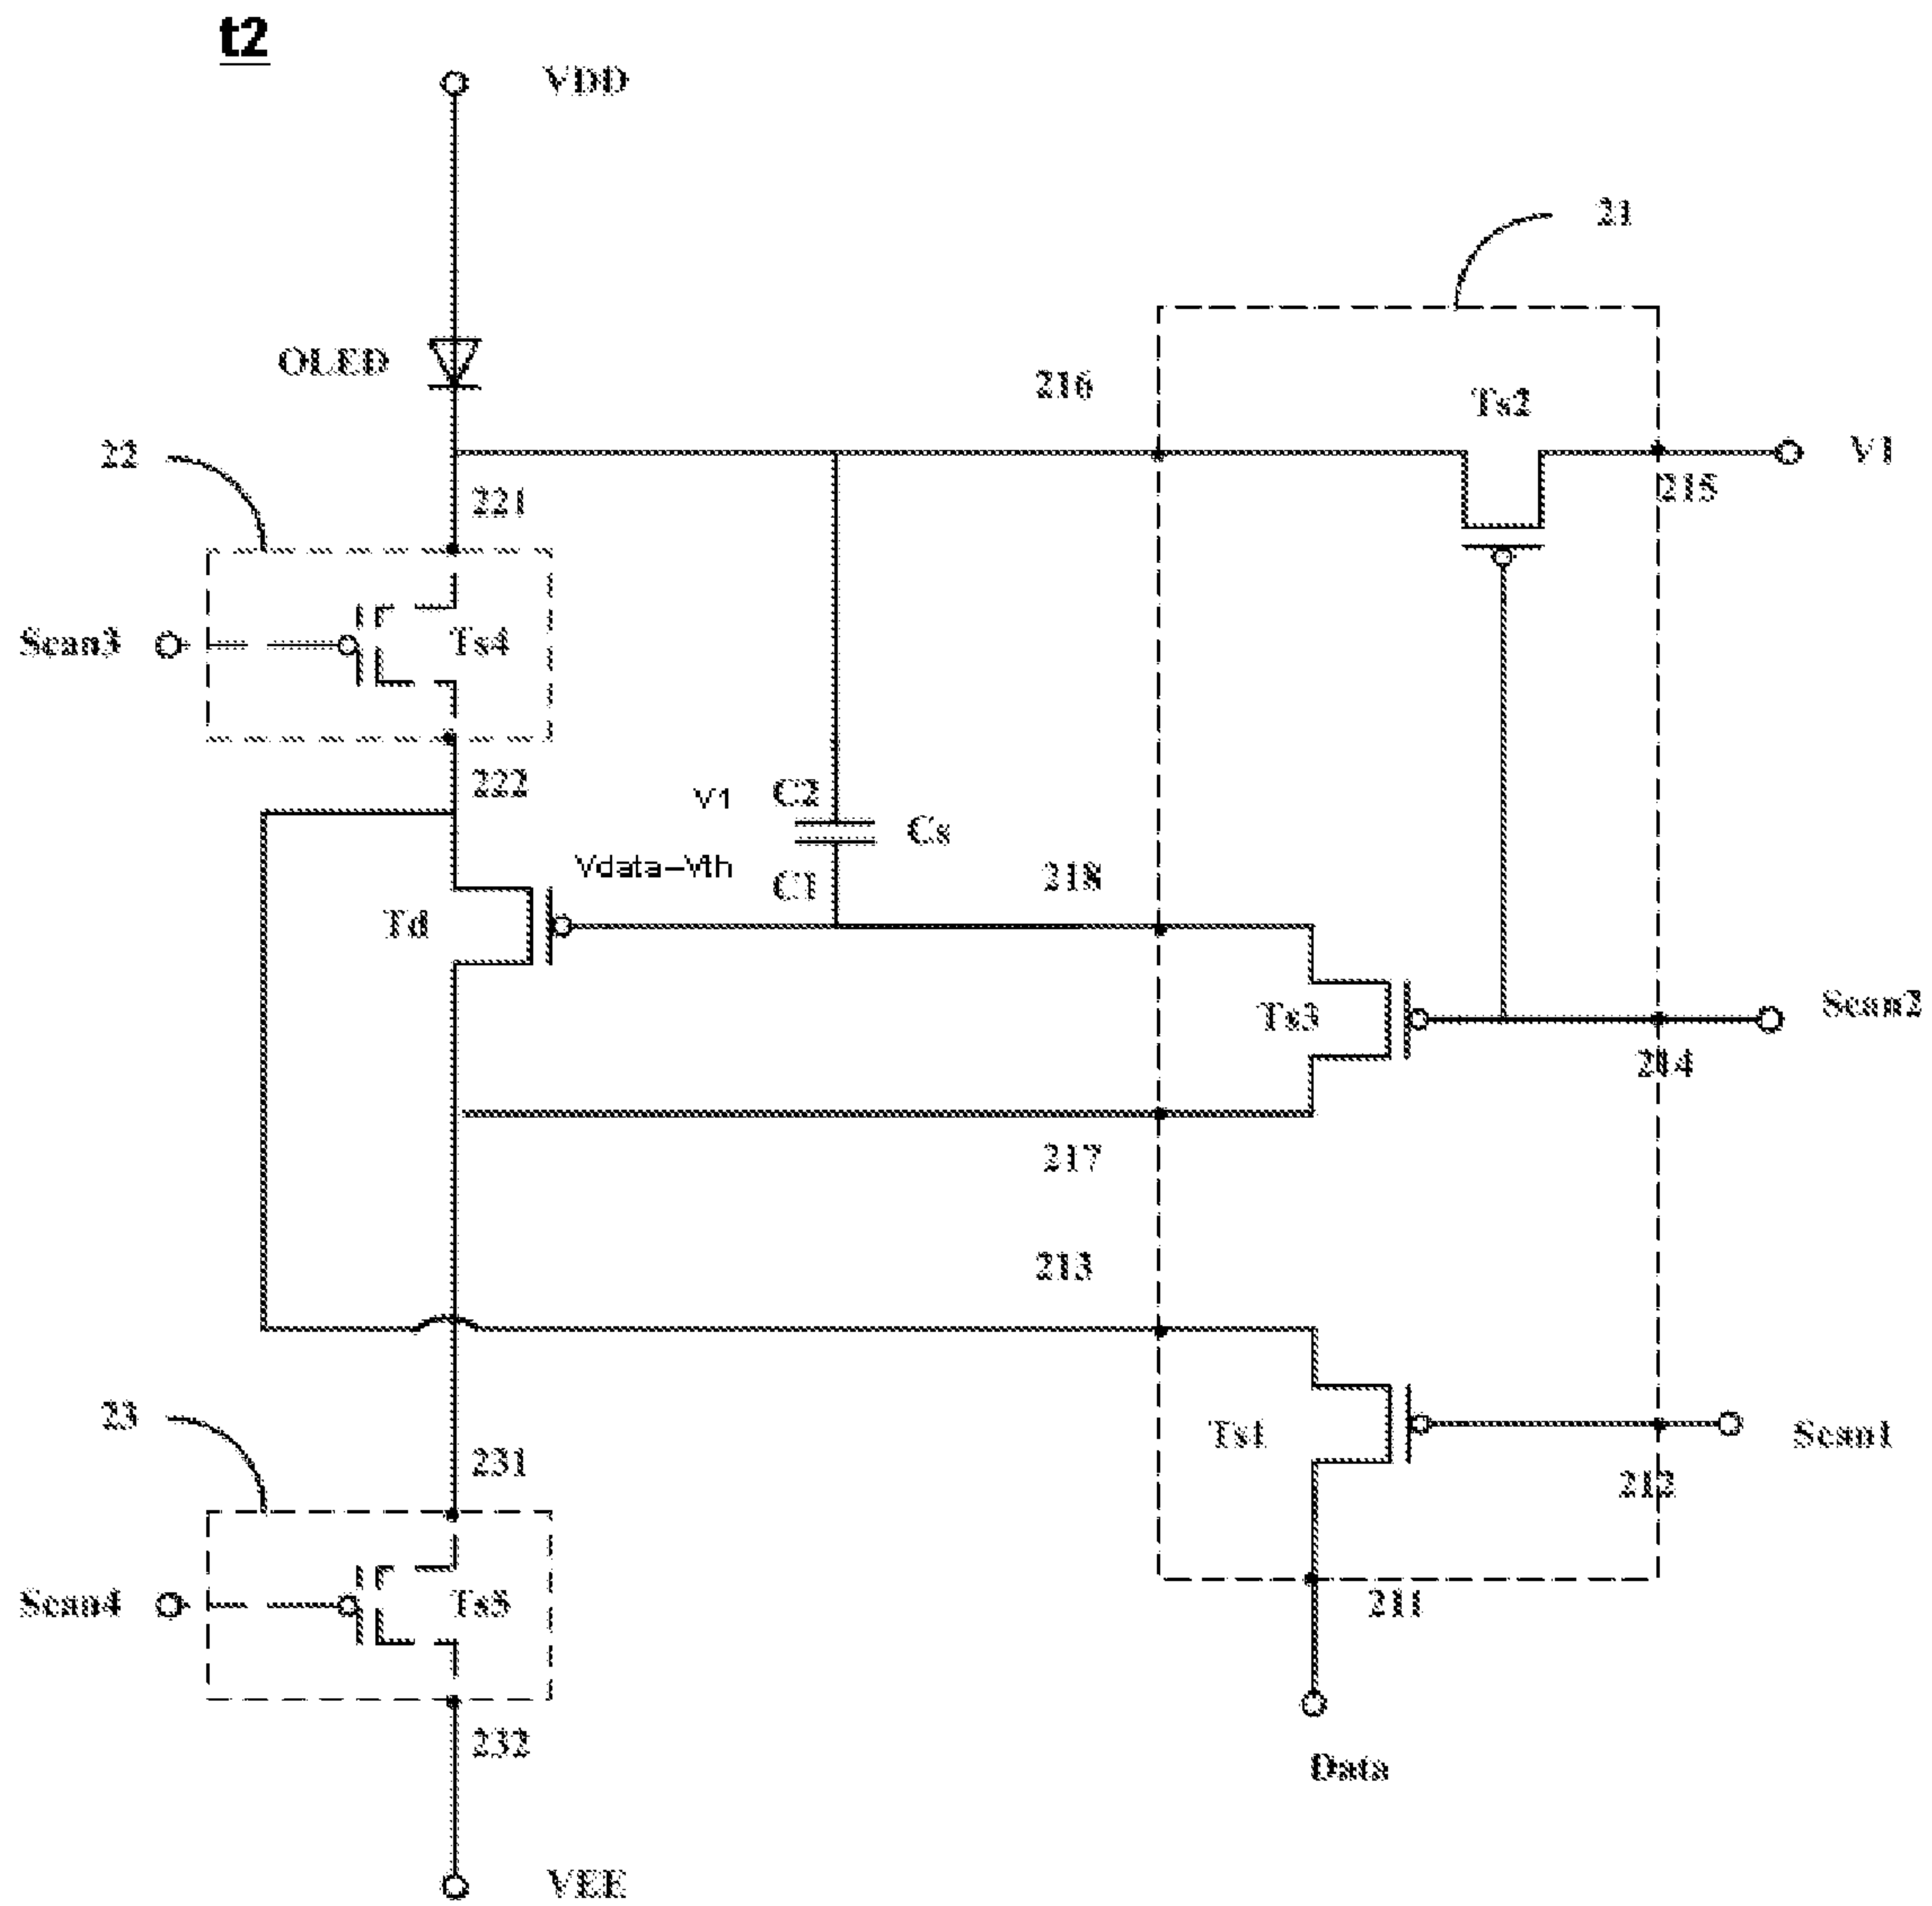 t2
VDD
21
OLED
216
Ts2
22
V1
221
215
Scan3
Ts4
222
V1
C2
Cs
Vdata-Vth
C1
218
Td
Ts3
Scan2
214
217
213
23
231
Ts1
Scan1
212
Scan4
Ts5
211
232
Data
VEE